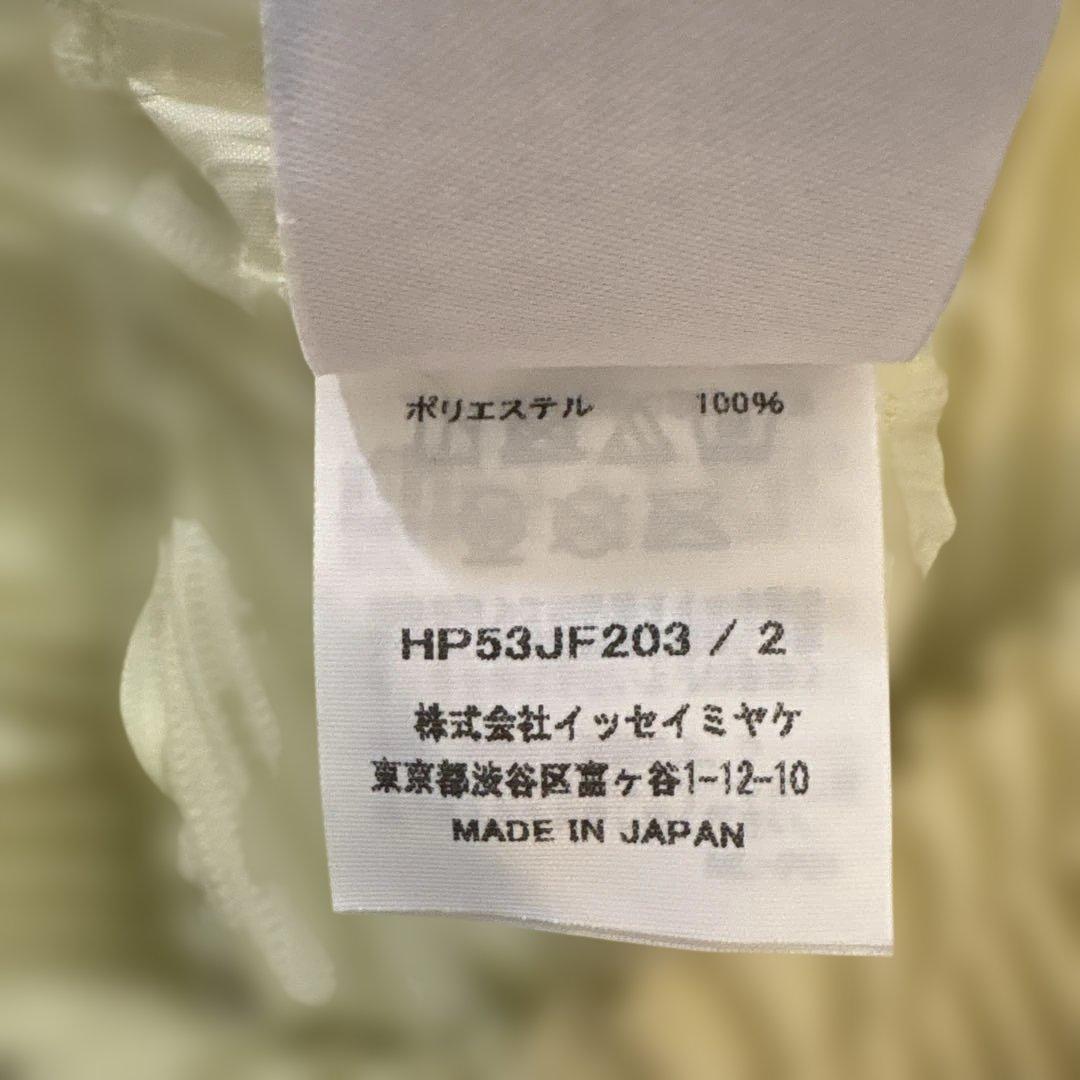 ポリエステル 100%
HP53JF203 / 2
株式会社イッセイミヤケ
東京都渋谷区富ヶ谷1-12-10
MADE IN JAPAN